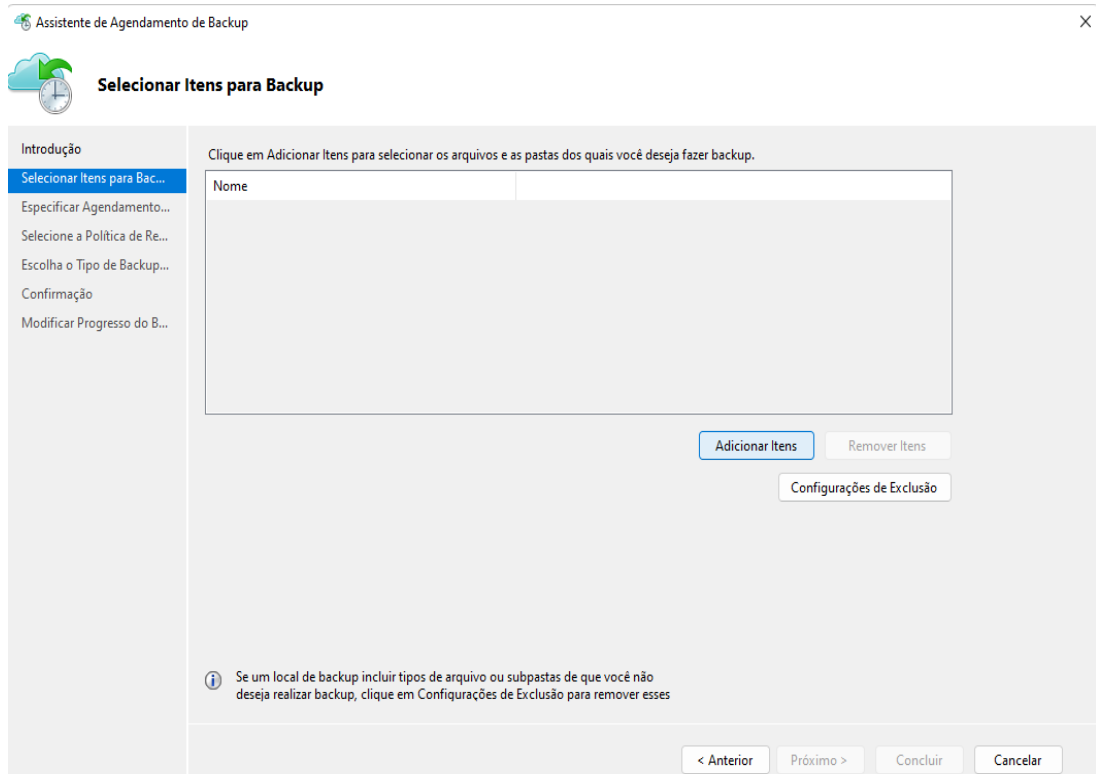 Assistente de Agendamento de Backup
Selecionar Itens para Backup
Introdução
Selecionar Itens para Bac...
Especificar Agendamento...
Selecione a Política de Re...
Escolha o Tipo de Backup...
Confirmação
Modificar Progresso do B...
Clique em Adicionar Itens para selecionar os arquivos e as pastas dos quais você deseja fazer backup.
Nome
Adicionar Itens
Remover Itens
Configurações de Exclusão
Se um local de backup incluir tipos de arquivo ou subpastas de que você não
deseja realizar backup, clique em Configurações de Exclusão para remover esses
< Anterior
Próximo >
Concluir
Cancelar